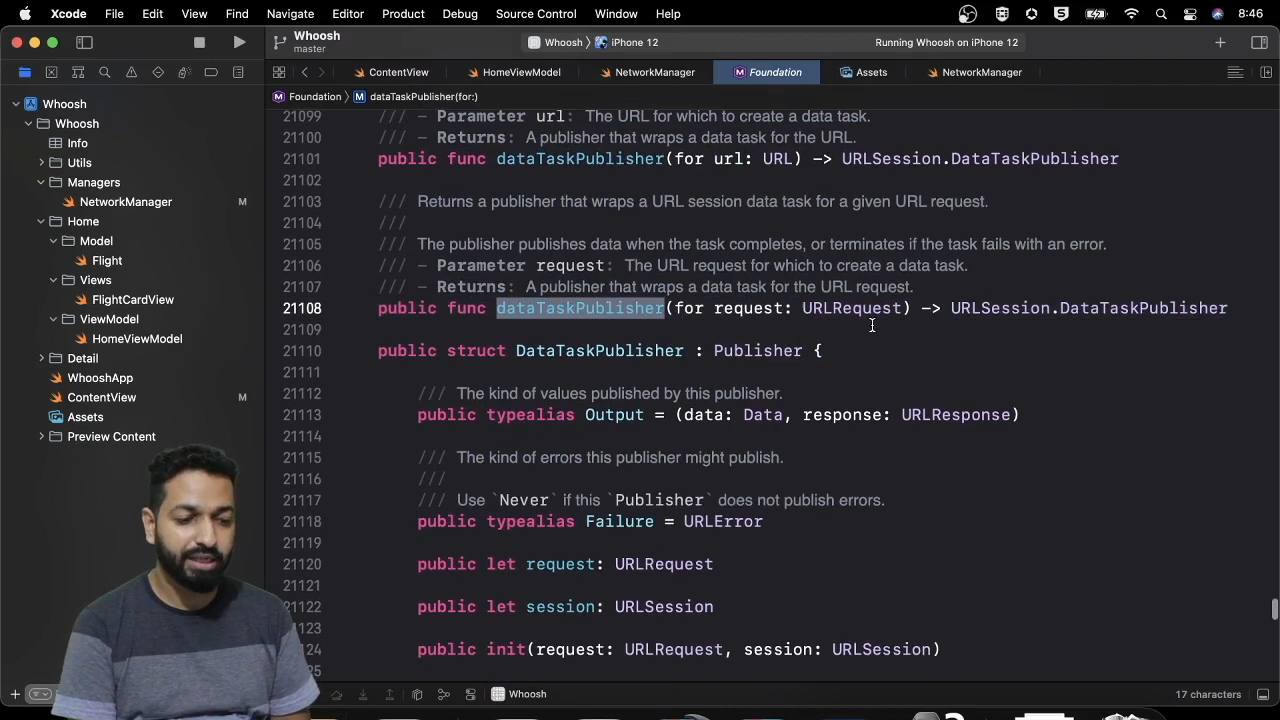 Xcode File Edit View Find Navigate Editor Product Debug Source Control Window Help 8:46
Whoosh
master
Whoosh 〉 iPhone 12
Running Whoosh on iPhone 12
ContentView
HomeViewModel
NetworkManager
Foundation
Assets
NetworkManager
Foundation 〉 M dataTaskPublisher(for:)
Whoosh
Whoosh
Info
Utils
Managers
NetworkManager M
Home
Model
Flight
Views
FlightCardView
ViewModel
HomeViewModel
Detail
WhooshApp
ContentView M
Assets
Preview Content
21099 /// - Parameter url: The URL for which to create a data task.
21100 /// - Returns: A publisher that wraps a data task for the URL.
21101 public func dataTaskPublisher(for url: URL) -> URLSession.DataTaskPublisher
21102
21103 /// Returns a publisher that wraps a URL session data task for a given URL request.
21104 ///
21105 /// The publisher publishes data when the task completes, or terminates if the task fails with an error.
21106 /// - Parameter request: The URL request for which to create a data task.
21107 /// - Returns: A publisher that wraps a data task for the URL request.
21108 public func dataTaskPublisher(for request: URLRequest) -> URLSession.DataTaskPublisher
21109
21110 public struct DataTaskPublisher : Publisher {
21111
21112 /// The kind of values published by this publisher.
21113 public typealias Output = (data: Data, response: URLResponse)
21114
21115 /// The kind of errors this publisher might publish.
21116 ///
21117 /// Use `Never` if this `Publisher` does not publish errors.
21118 public typealias Failure = URLError
21119
21120 public let request: URLRequest
21121
21122 public let session: URLSession
21123
124 public init(request: URLRequest, session: URLSession)
25
Whoosh
17 characters